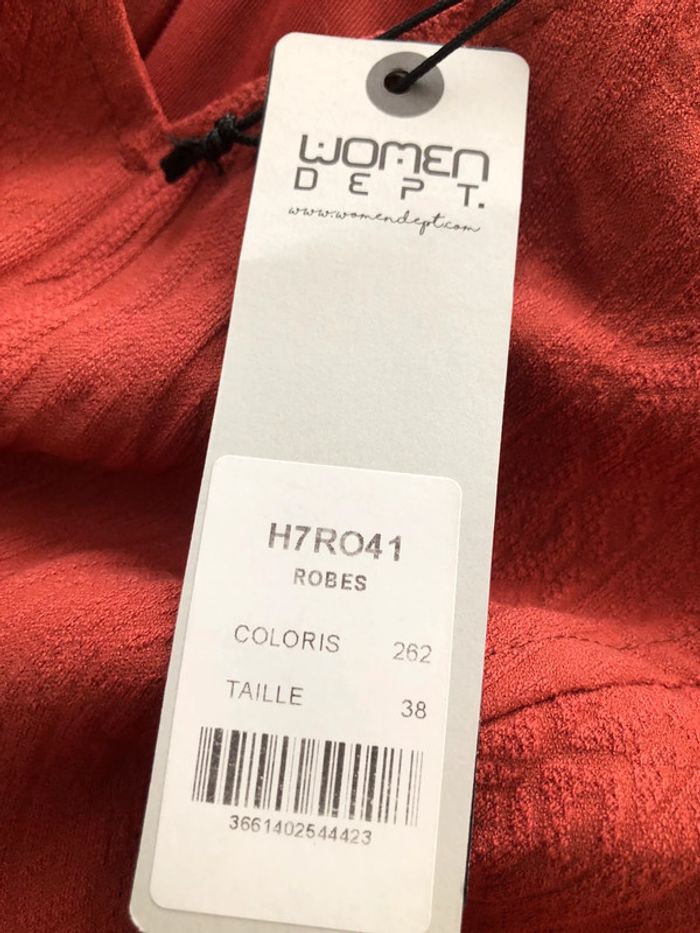 WOMEN
DEPT.
www.womendept.com
H7RO41
ROBES
COLORIS 262
TAILLE 38
3661402544423